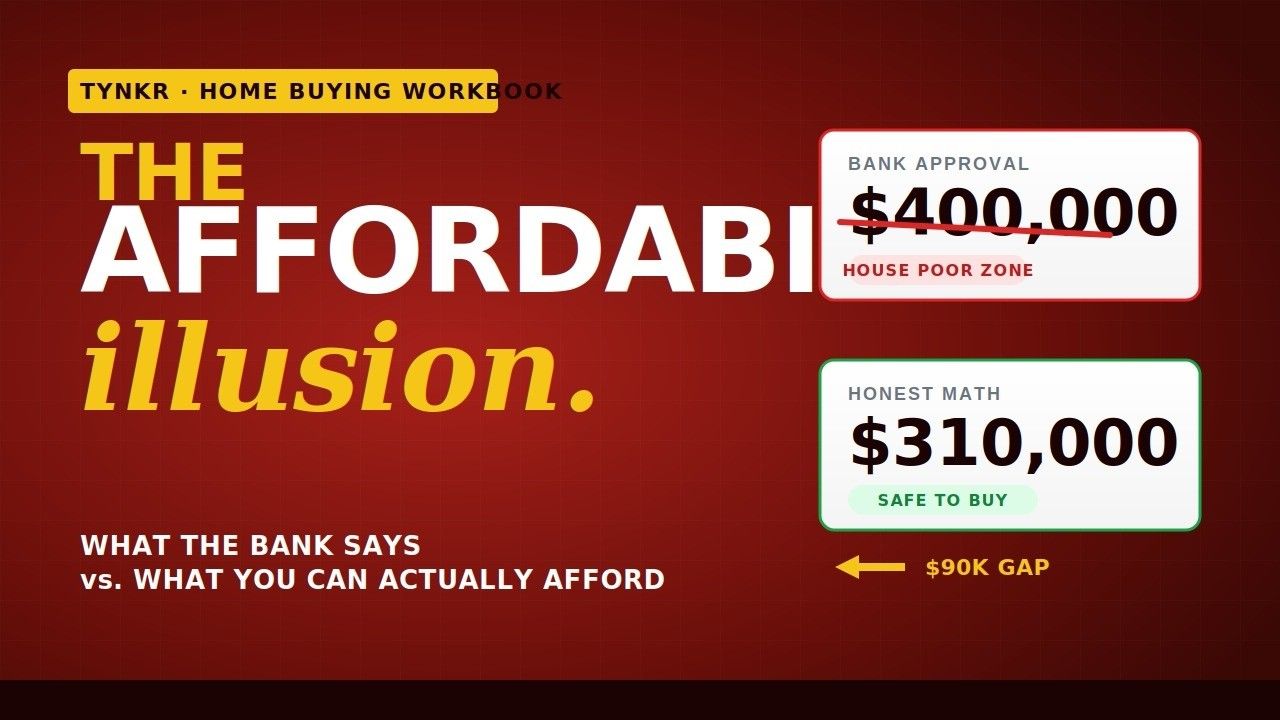 TYNKR · HOME BUYING WORKBOOK
THE
AFFORDABI
illusion.
WHAT THE BANK SAYS
vs. WHAT YOU CAN ACTUALLY AFFORD
BANK APPROVAL
$400,000
HOUSE POOR ZONE
HONEST MATH
$310,000
SAFE TO BUY
$90K GAP